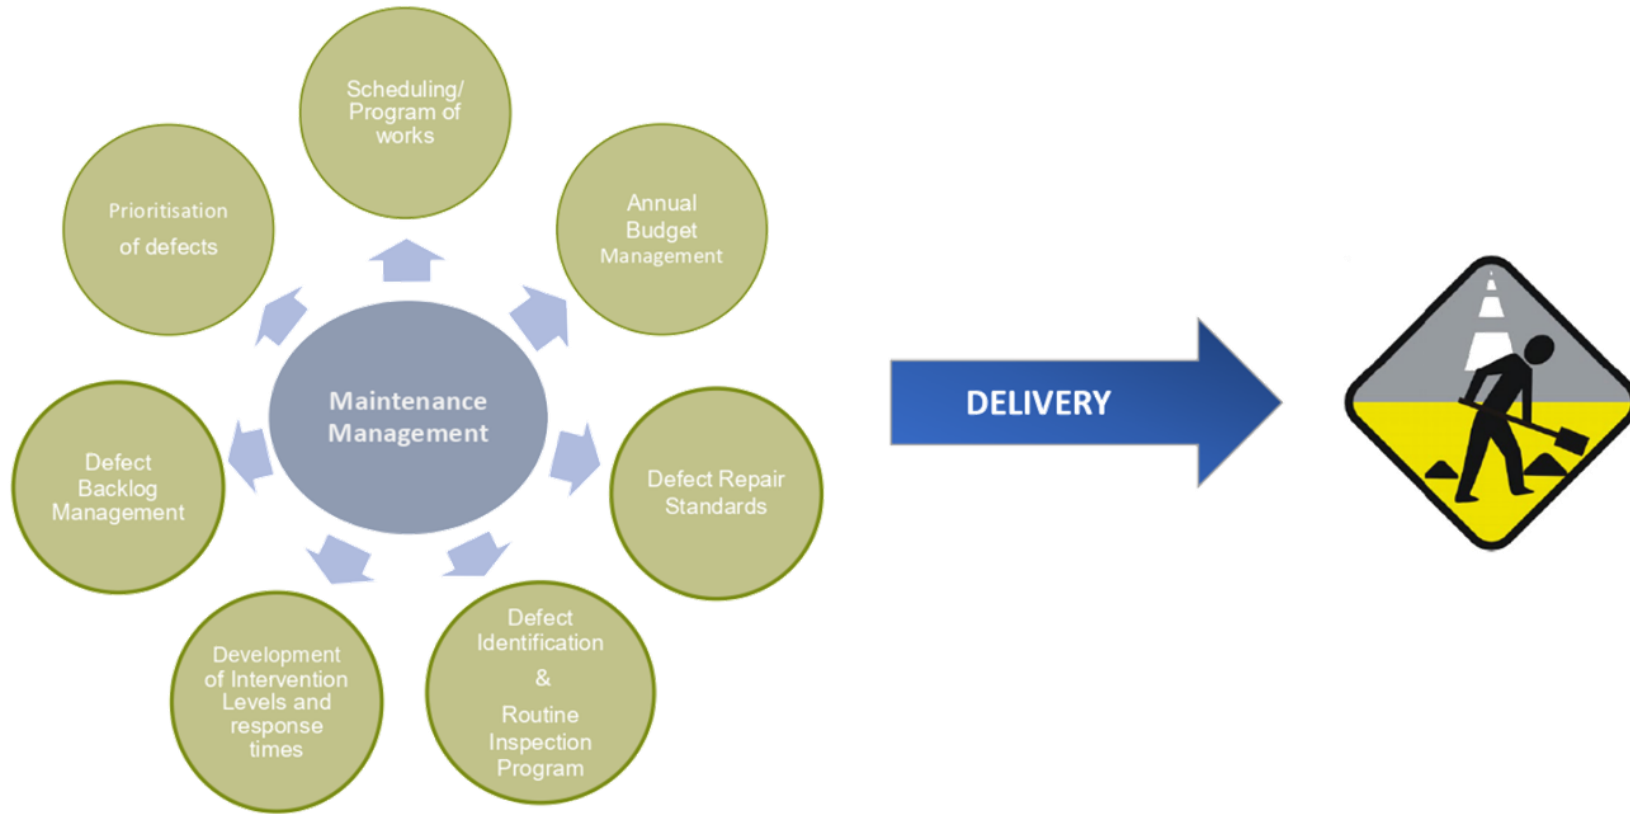 Scheduling/
Program of
works
Annual
Budget
Management
Defect Repair
Standards
Defect
Identification
&
Routine
Inspection
Program
Development
of Intervention
Levels and
response
times
Defect
Backlog
Management
Prioritisation
of defects
Maintenance
Management
DELIVERY